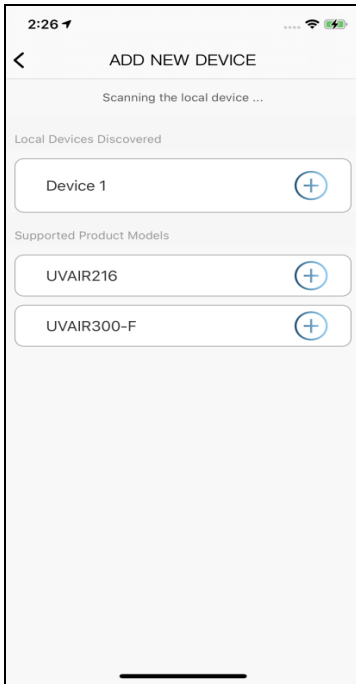 2:26
ADD NEW DEVICE
Scanning the local device ...
Local Devices Discovered
Device 1
Supported Product Models
UVAIR216
UVAIR300-F